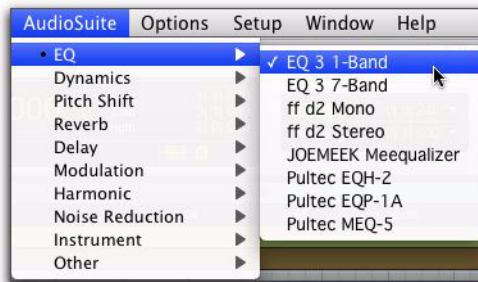 AudioSuite Options Setup Window Help
• EQ
Dynamics
Pitch Shift
Reverb
Delay
Modulation
Harmonic
Noise Reduction
Instrument
Other
✓ EQ 3 1-Band
EQ 3 7-Band
ff d2 Mono
ff d2 Stereo
JOEMEEK Meequalizer
Pultec EQH-2
Pultec EQP-1A
Pultec MEQ-5